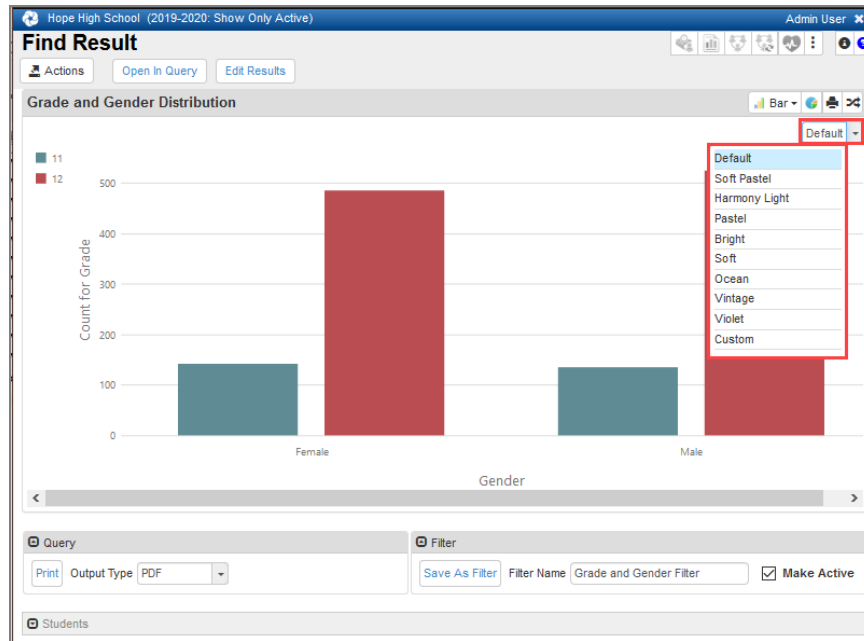 Hope High School (2019-2020: Show Only Active) Admin User
Find Result
Actions Open In Query Edit Results
Grade and Gender Distribution Bar
Default
11
12
Default
Soft Pastel
Harmony Light
Pastel
Bright
Soft
Ocean
Vintage
Violet
Custom
500
400
300
200
100
0
Count for Grade
Female Male
Gender
Query Filter
Print Output Type PDF Save As Filter Filter Name Grade and Gender Filter Make Active
Students